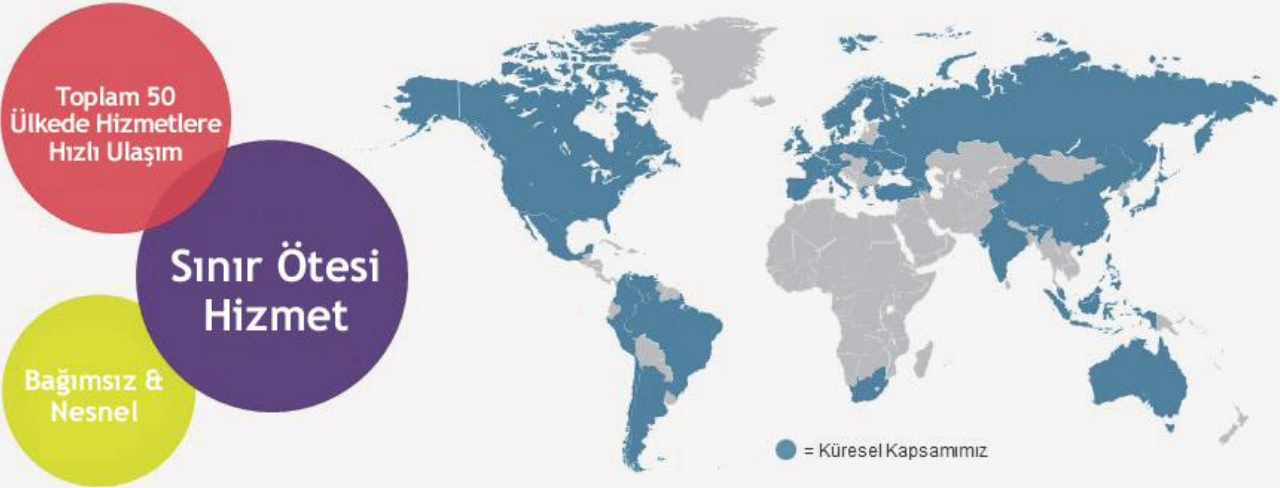 Toplam 50
Ülkede Hizmetlere
Hızlı Ulaşım
Sınır Ötesi
Hizmet
Bağımsız &
Nesnel
= Küresel Kapsamımız